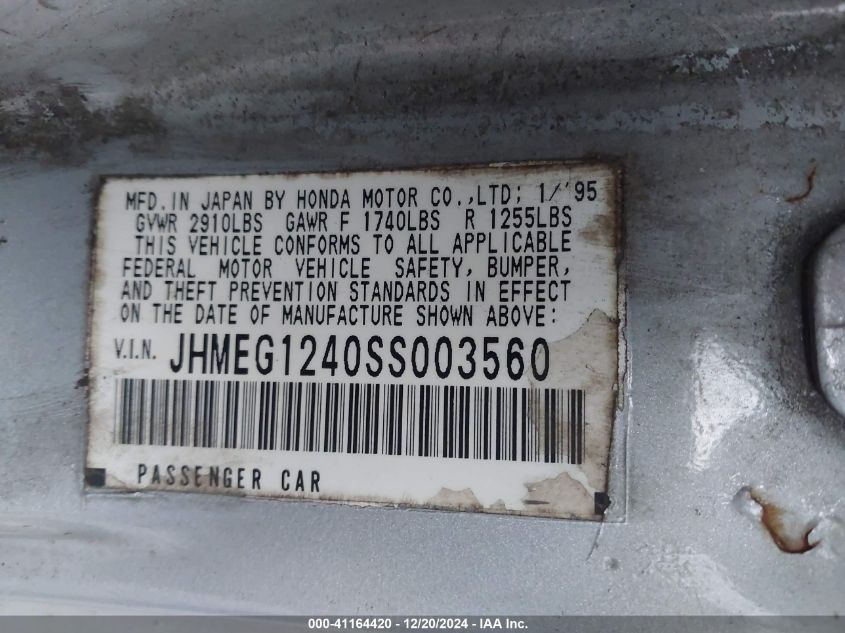 MFD. IN JAPAN BY HONDA MOTOR CO.,LTD; 1/'95
GVWR 2910LBS GAWR F 1740LBS R 1255LBS
THIS VEHICLE CONFORMS TO ALL APPLICABLE
FEDERAL MOTOR VEHICLE SAFETY, BUMPER,
AND THEFT PREVENTION STANDARDS IN EFFECT
ON THE DATE OF MANUFACTURE SHOWN ABOVE:
V.I.N. JHMEG1240SS003560
PASSENGER CAR
000-41164420 - 12/20/2024 - IAA Inc.